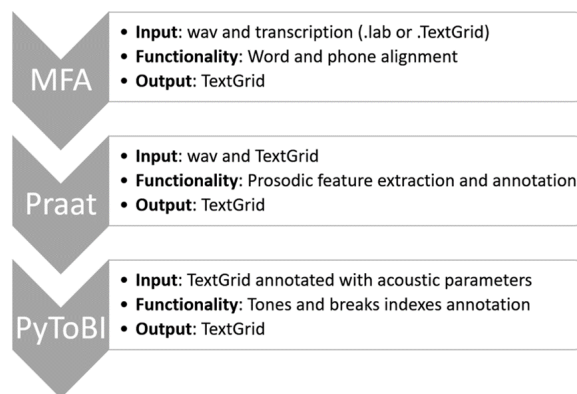 MFA
• Input: wav and transcription (.lab or .TextGrid)
• Functionality: Word and phone alignment
• Output: TextGrid
Praat
• Input: wav and TextGrid
• Functionality: Prosodic feature extraction and annotation
• Output: TextGrid
PyToBI
• Input: TextGrid annotated with acoustic parameters
• Functionality: Tones and breaks indexes annotation
• Output: TextGrid